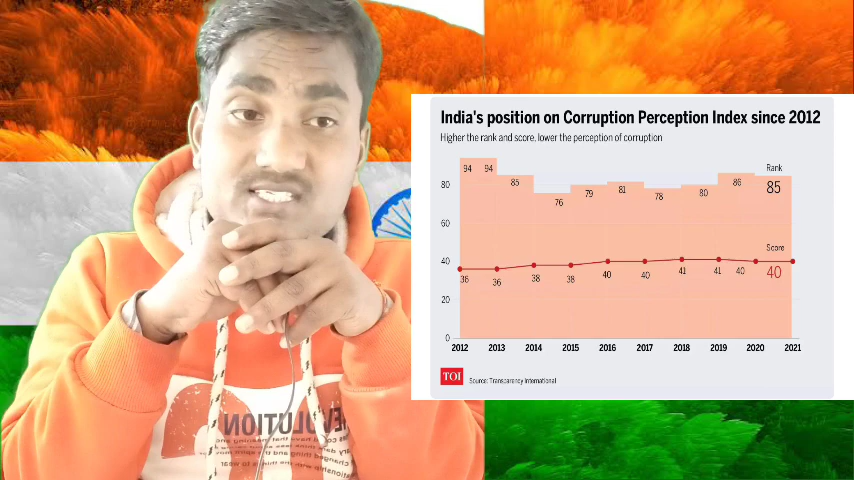 India's position on Corruption Perception Index since 2012
Higher the rank and score, lower the perception of corruption
94 94 85 76 79 81 78 80 86 Rank 85
80
60
40
20
0
36 36 38 38 40 40 41 41 40 Score 40
2012 2013 2014 2015 2016 2017 2018 2019 2020 2021
TOI Source: Transparency International
REVOLUTION